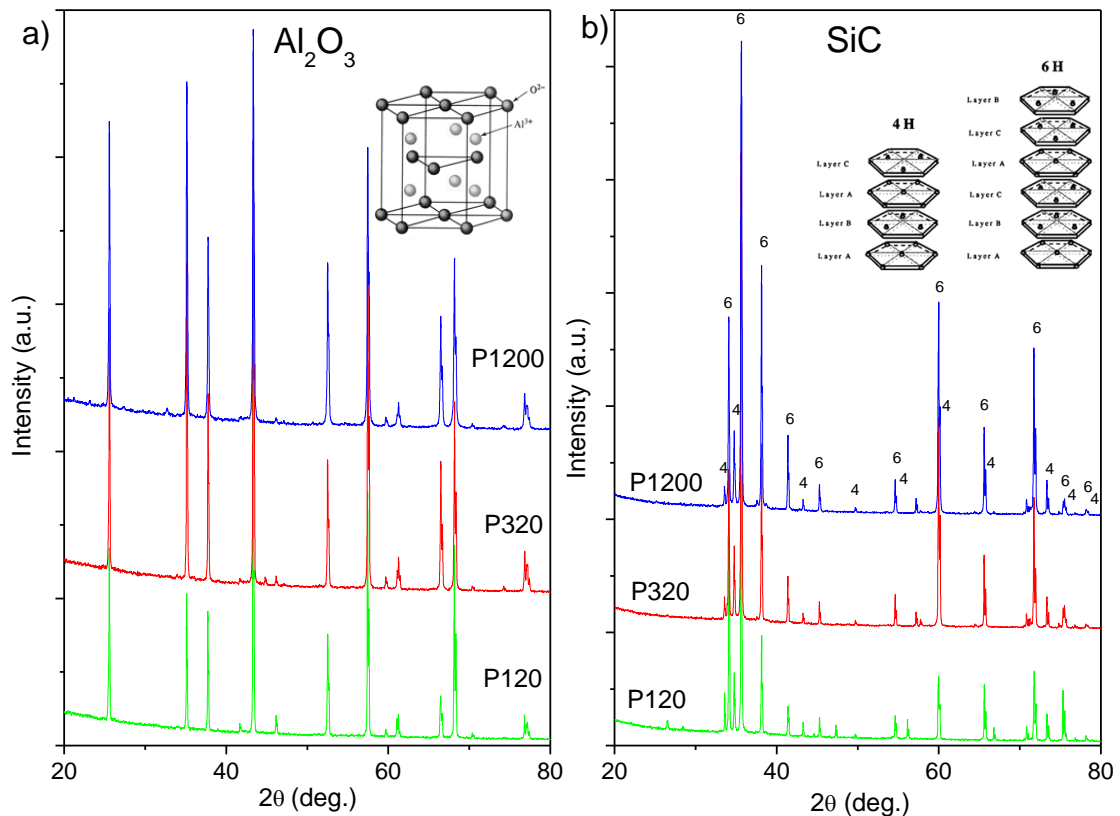 a)
Al₂O₃
O²⁻
Al³⁺
P1200
P320
P120
Intensity (a.u.)
20 40 60 80
2θ (deg.)
b)
SiC
6
6 H
Layer B
4 H
Layer C
Layer C
Layer A
Layer A
Layer C
Layer B
Layer B
Layer A
Layer A
6
6
6
4
4
6
6
4
6
4
6
4
6
4
4
6
4
4
6
4
P1200
P320
P120
Intensity (a.u.)
20 40 60 80
2θ (deg.)